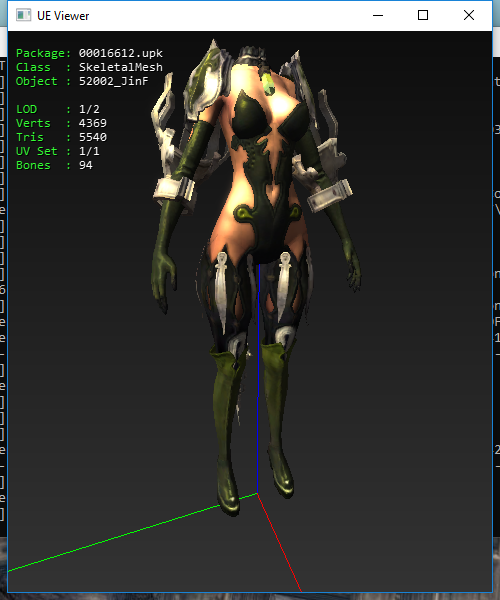 UE Viewer
Package: 00016612.upk
Class : SkeletalMesh
Object : 52002_JinF
LOD : 1/2
Verts : 4369
Tris : 5540
UV Set : 1/1
Bones : 94